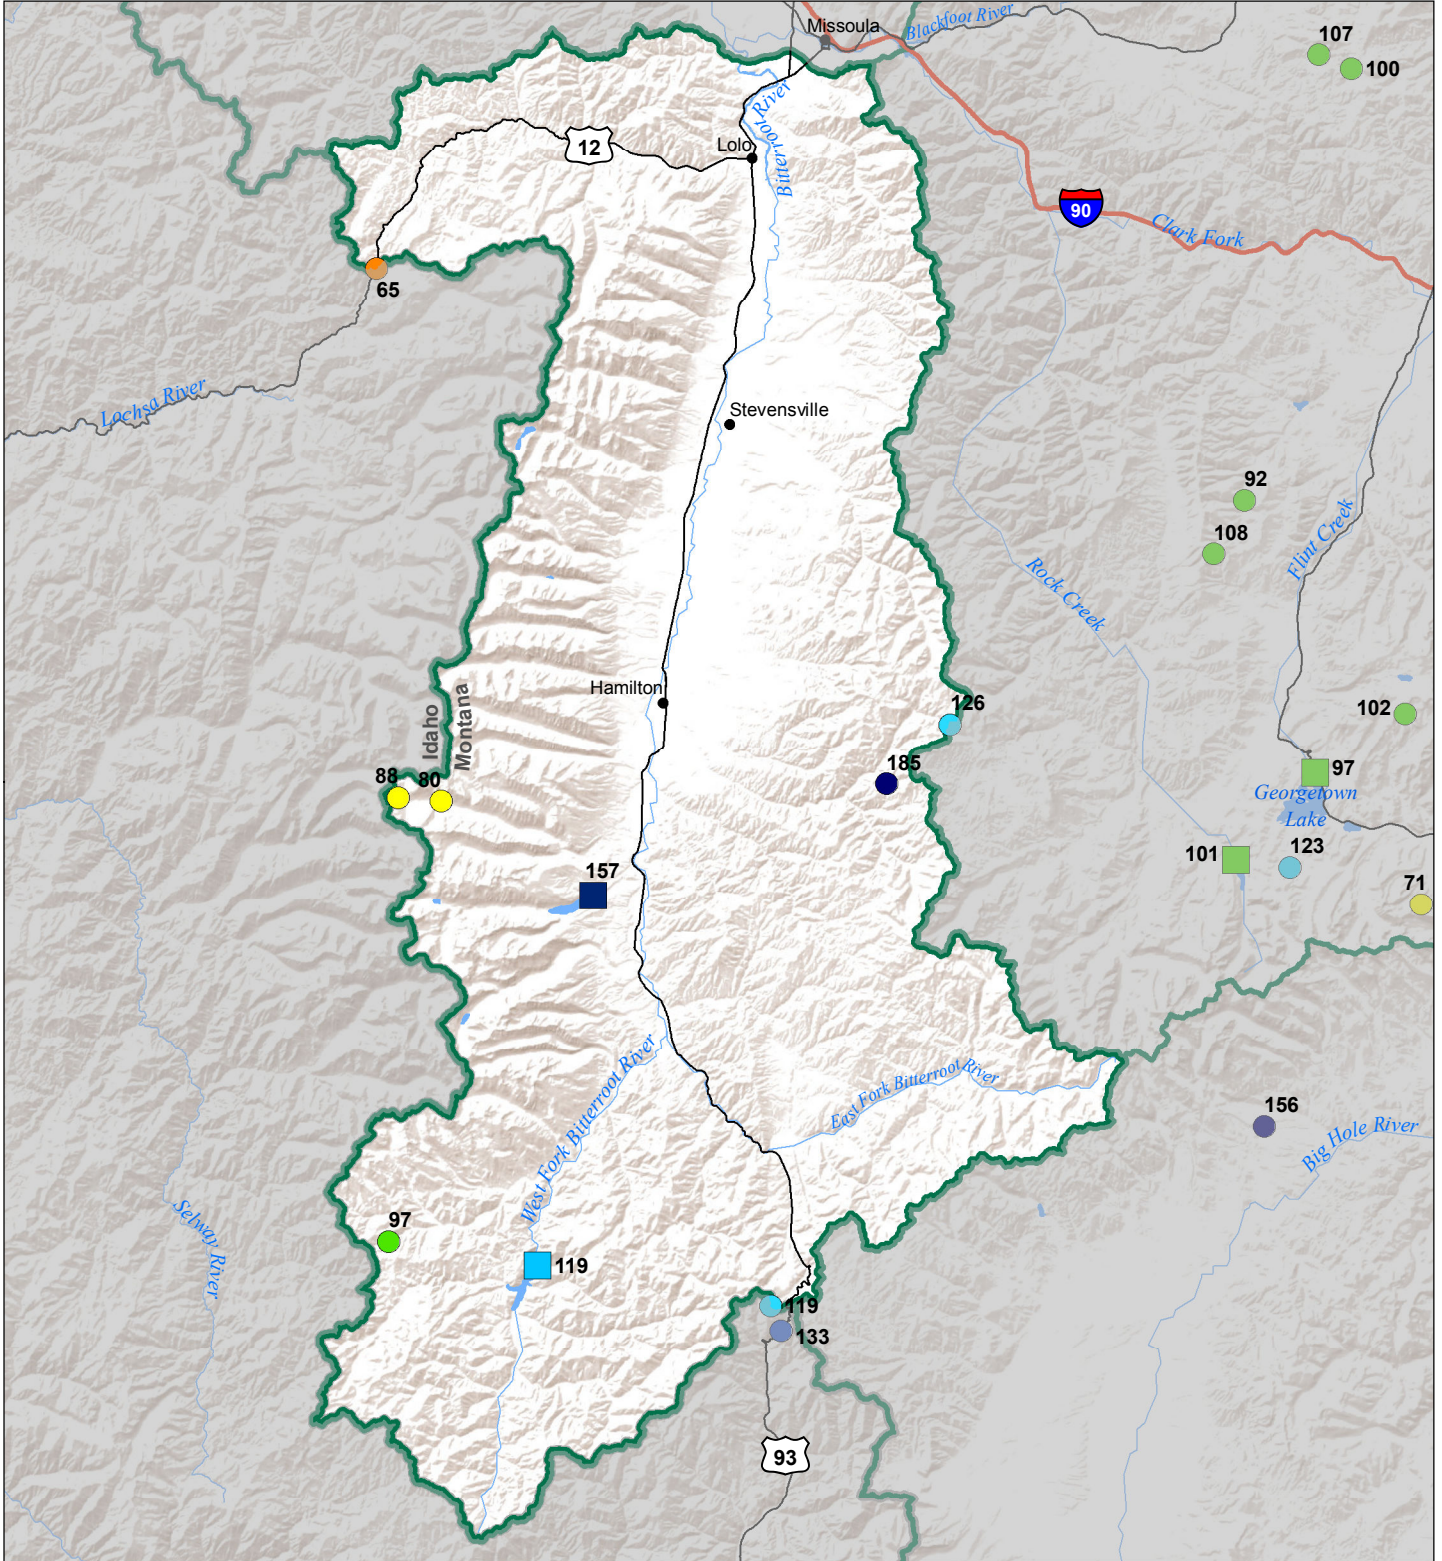 Missoula
Blackfoot River
107
100
Bitterroot River
12
Lolo
90
Clark Fork
65
Lochsa River
Stevensville
92
Flint Creek
108
Rock Creek
Idaho
Montana
Hamilton
126
102
88
80
185
97
Georgetown
Lake
101
123
157
71
West Fork Bitterroot River
East Fork Bitterroot River
156
Big Hole River
Selway River
97
119
119
133
93